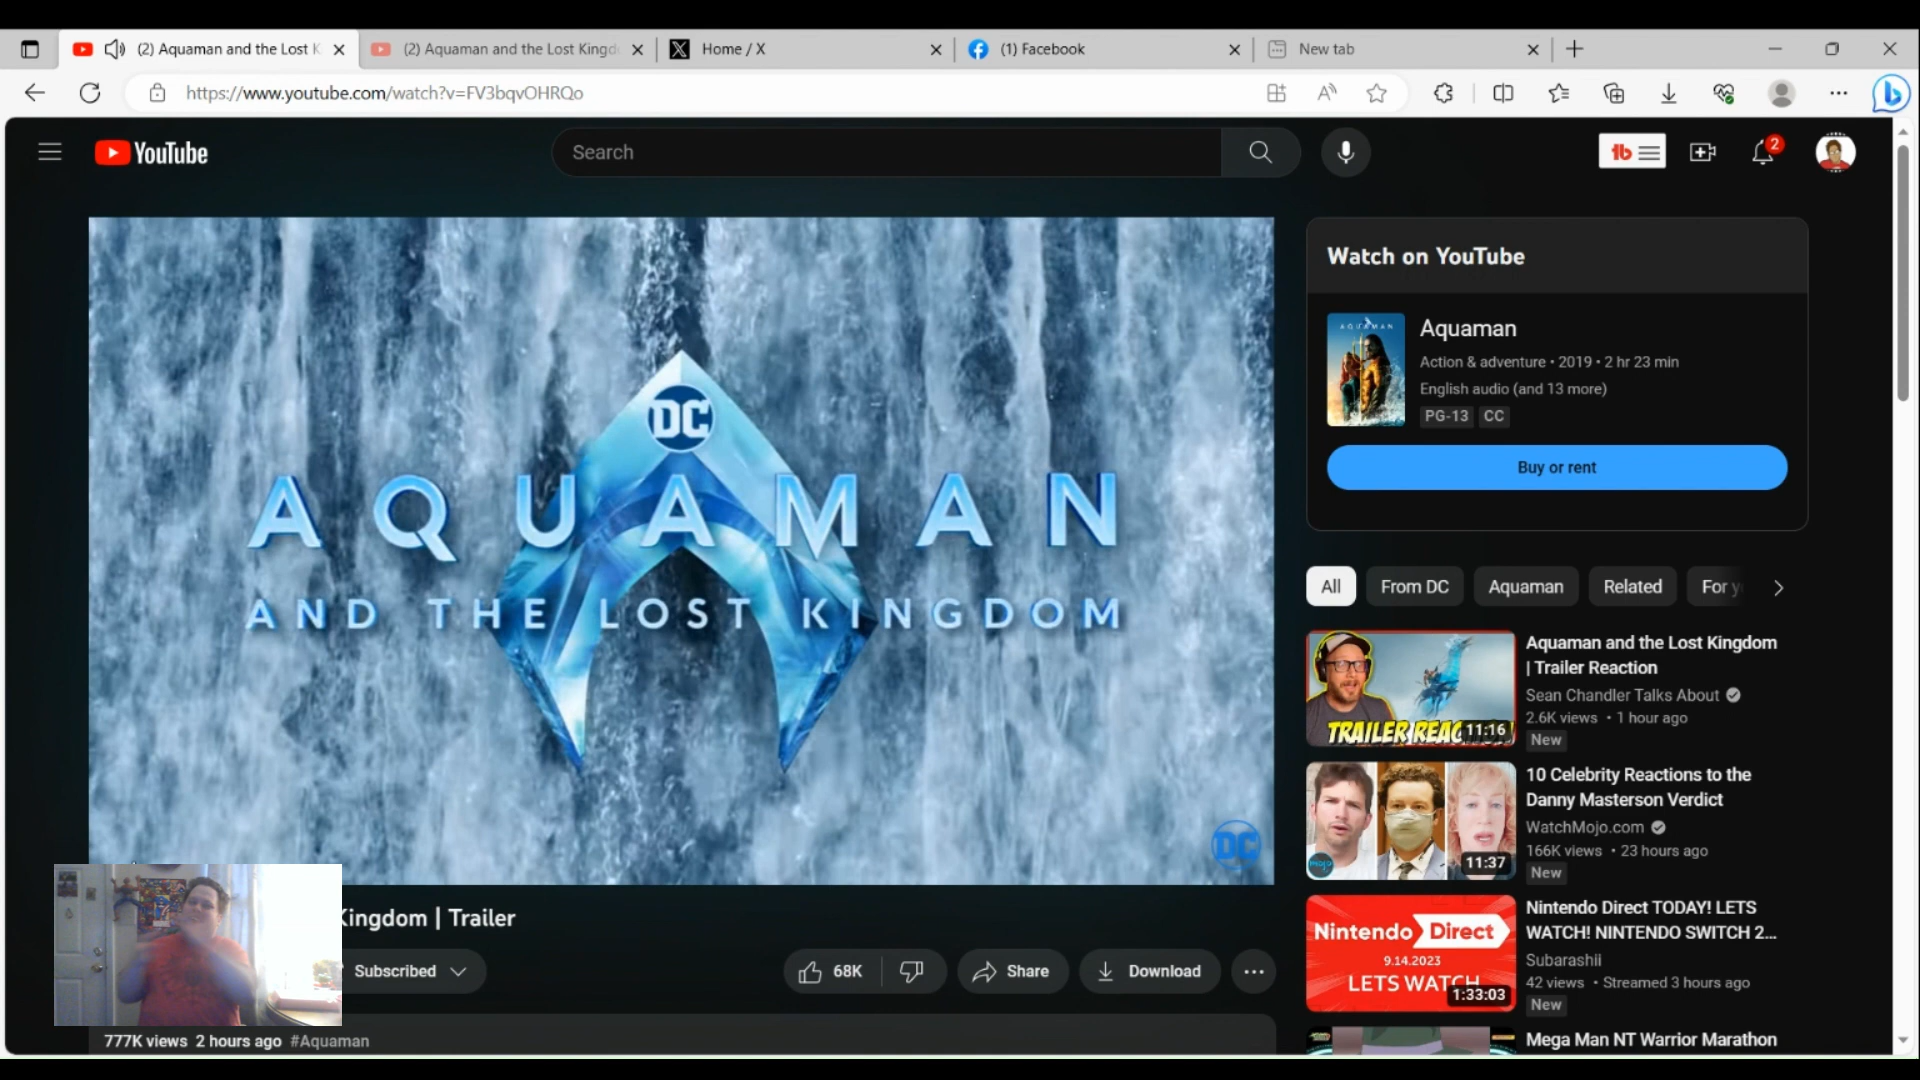 (2) Aquaman and the Lost K
(2) Aquaman and the Lost Kingd
Home / X
(1) Facebook
New tab
https://www.youtube.com/watch?v=FV3bqvOHRQo
YouTube
Search
2
DC
AQUAMAN
AND THE LOST KINGDOM
DC
Kingdom | Trailer
Subscribed
68K
Share
Download
777K views 2 hours ago #Aquaman
Watch on YouTube
AQUAMAN
Aquaman
Action & adventure • 2019 • 2 hr 23 min
English audio (and 13 more)
PG-13 CC
Buy or rent
All
From DC
Aquaman
Related
For y
TRAILER REAC
11:16
Aquaman and the Lost Kingdom
| Trailer Reaction
Sean Chandler Talks About
2.6K views • 1 hour ago
New
mojo
11:37
10 Celebrity Reactions to the
Danny Masterson Verdict
WatchMojo.com
166K views • 23 hours ago
New
Nintendo Direct
9.14.2023
LETS WATCH
1:33:03
Nintendo Direct TODAY! LETS
WATCH! NINTENDO SWITCH 2...
Subarashii
42 views • Streamed 3 hours ago
New
Mega Man NT Warrior Marathon